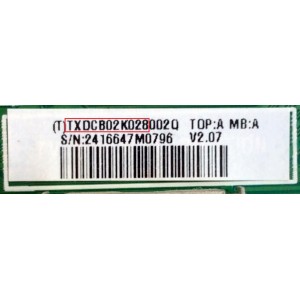 (T)TXDCB02K028002Q TOP:A MB:A
S/N:2416647M0796 V2.07